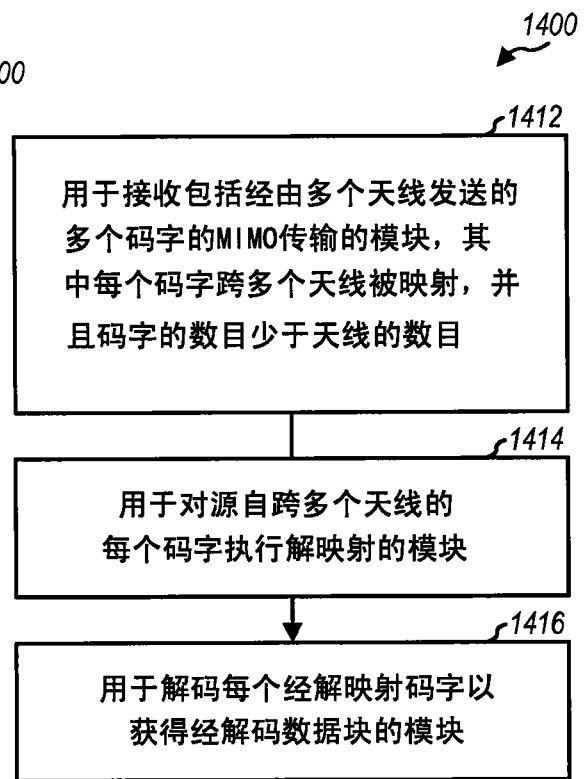 1400
00
1412
用于接收包括经由多个天线发送的
多个码字的MIMO传输的模块，其
中每个码字跨多个天线被映射，并
且码字的数目少于天线的数目
1414
用于对源自跨多个天线的
每个码字执行解映射的模块
1416
用于解码每个经解映射码字以
获得经解码数据块的模块